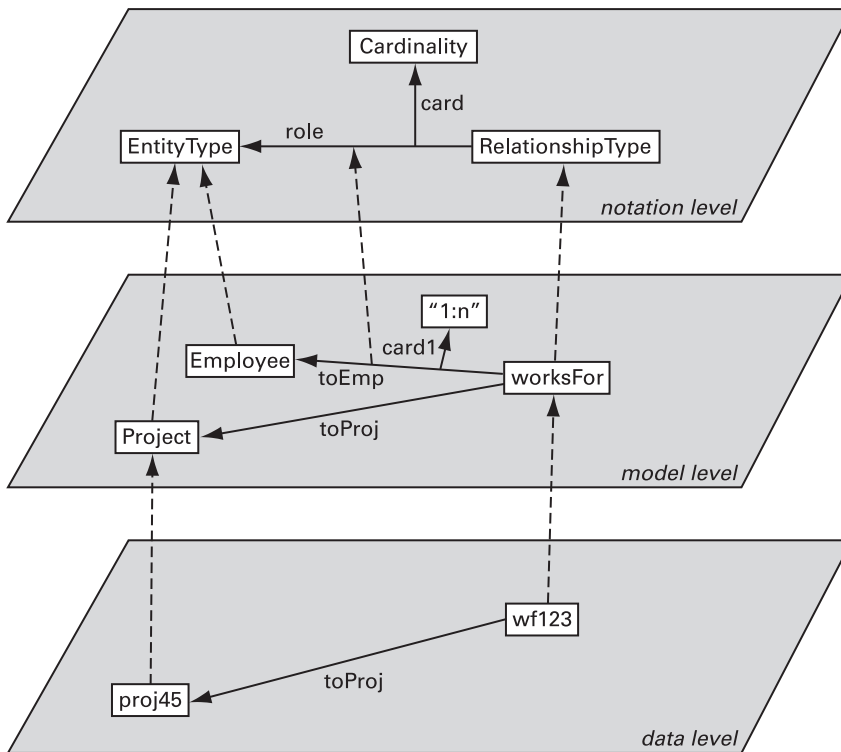 Cardinality
card
role
EntityType
RelationshipType
notation level
“1:n”
card1
Employee
toEmp
worksFor
toProj
Project
model level
wf123
toProj
proj45
data level